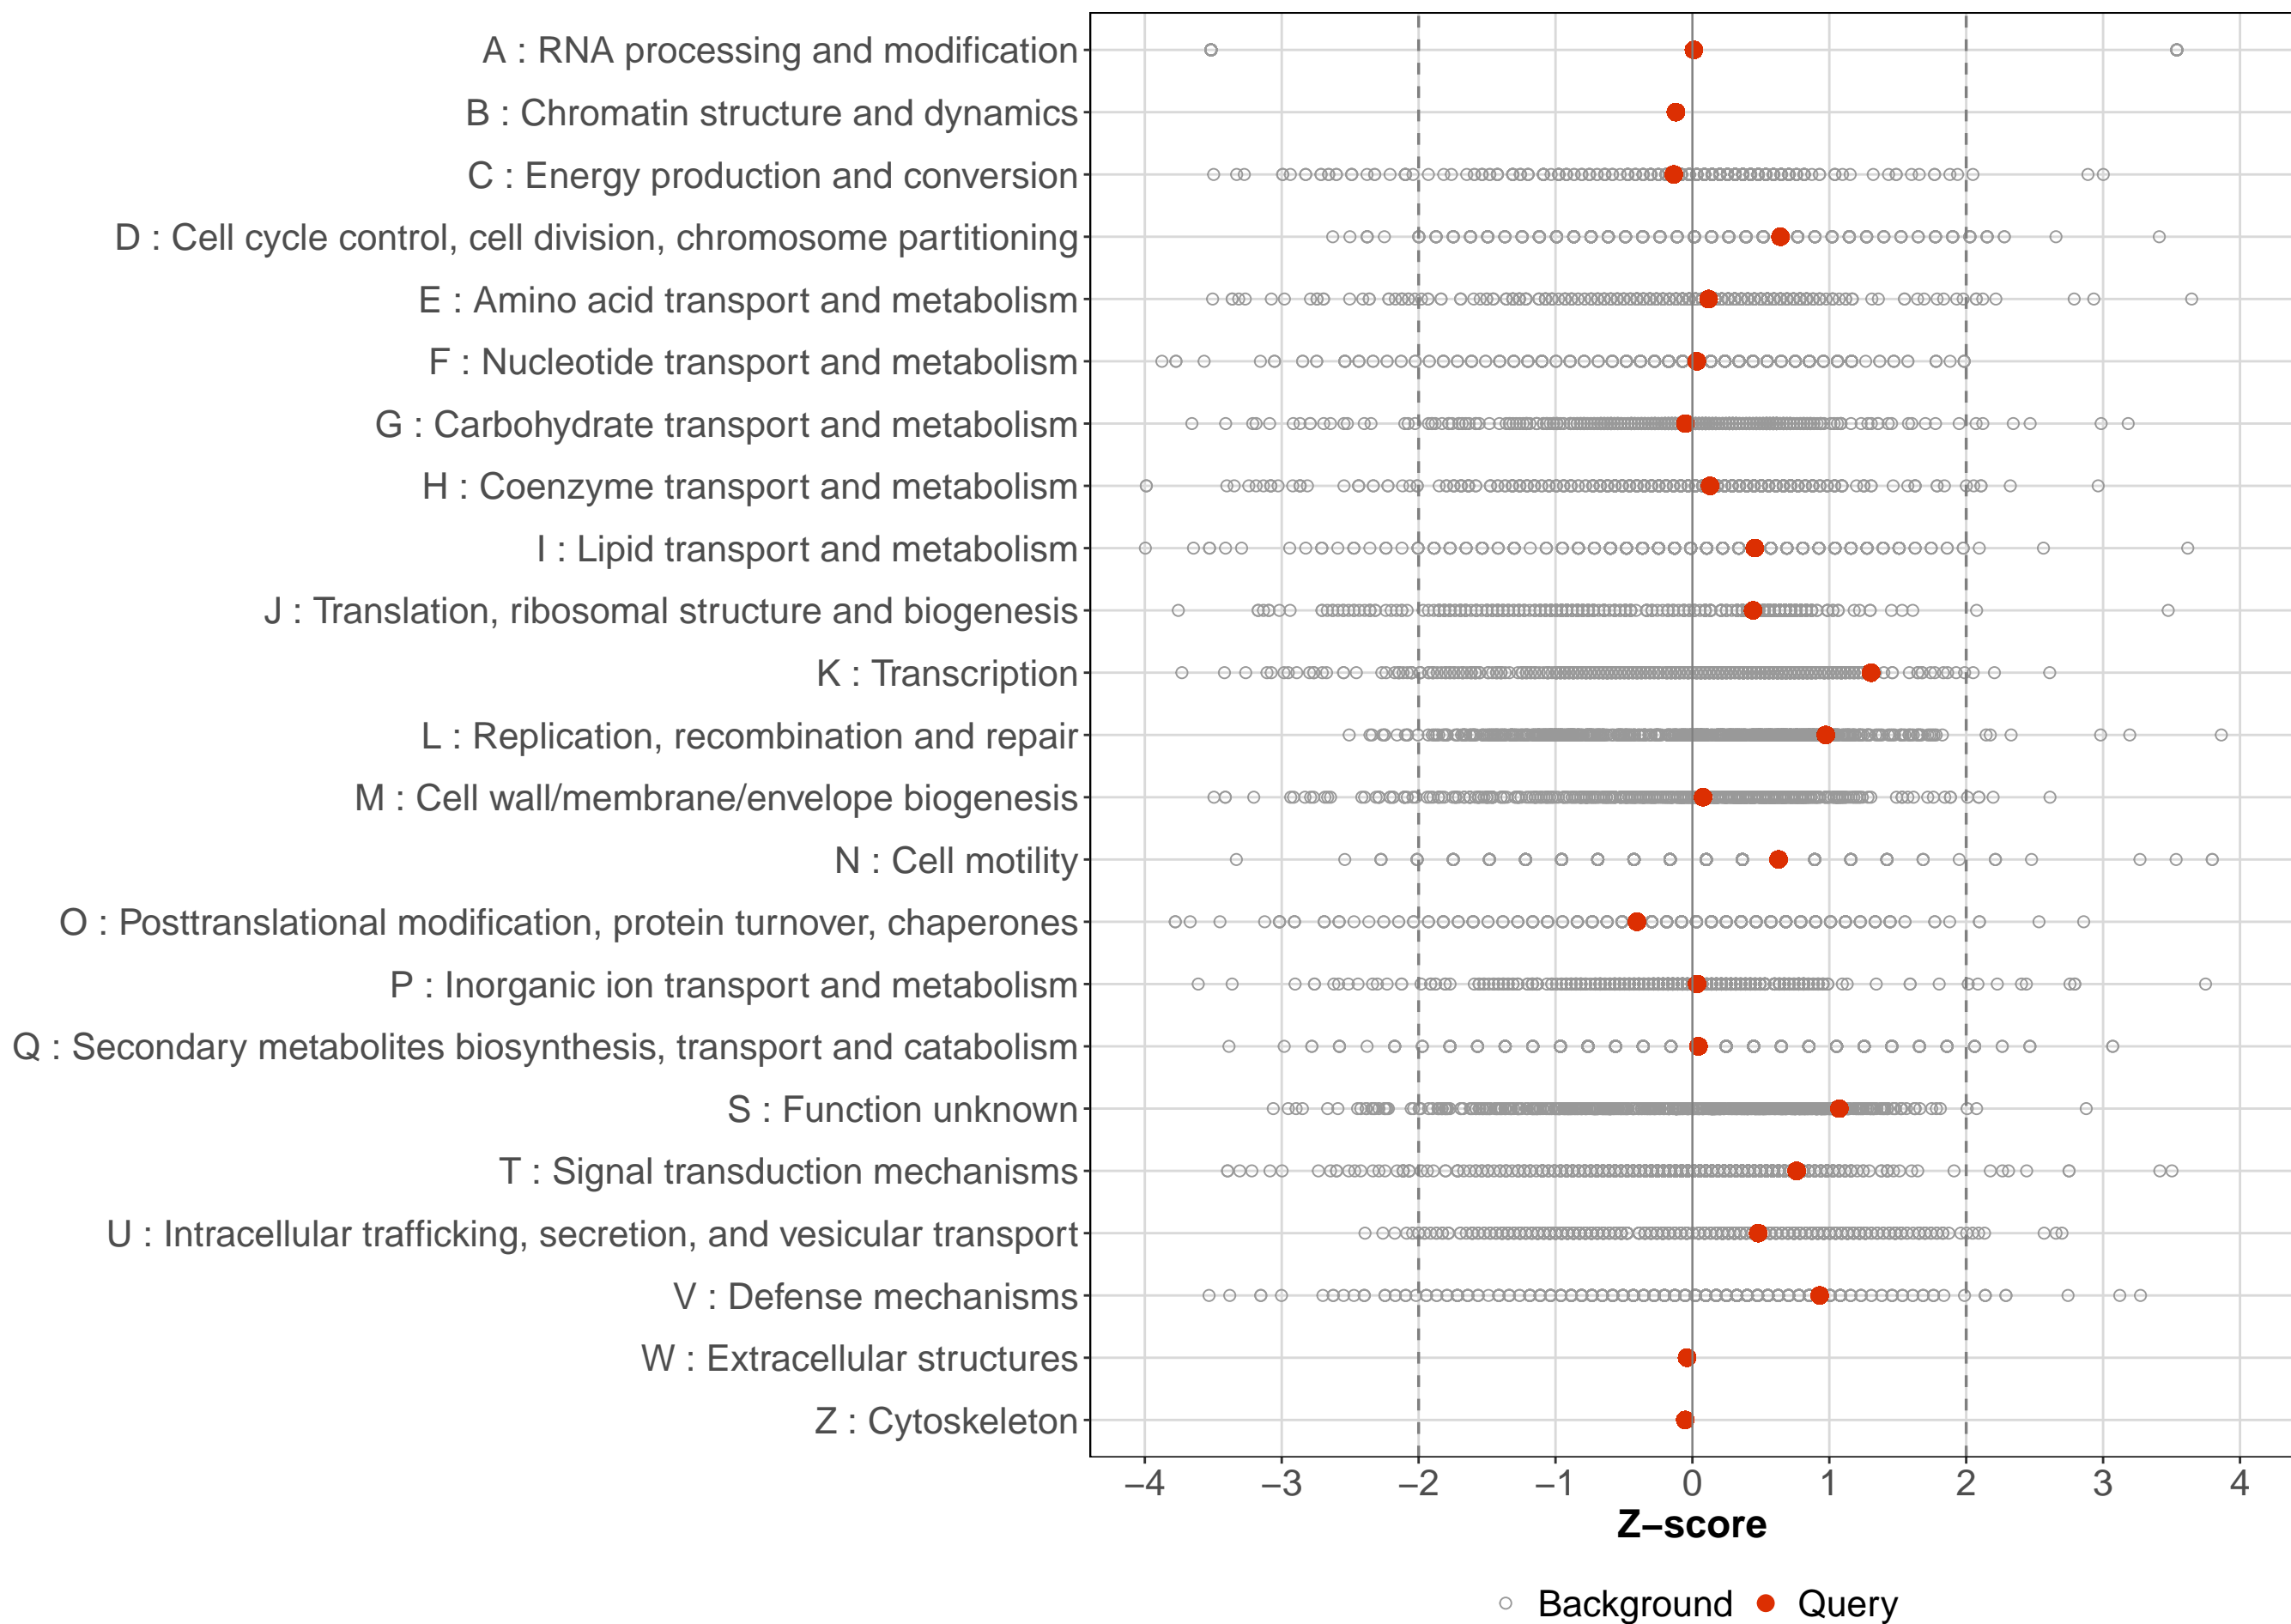 A : RNA processing and modification
B : Chromatin structure and dynamics
C : Energy production and conversion
D : Cell cycle control, cell division, chromosome partitioning
E : Amino acid transport and metabolism
F : Nucleotide transport and metabolism
G : Carbohydrate transport and metabolism
H : Coenzyme transport and metabolism
I : Lipid transport and metabolism
J : Translation, ribosomal structure and biogenesis
K : Transcription
L : Replication, recombination and repair
M : Cell wall/membrane/envelope biogenesis
N : Cell motility
O : Posttranslational modification, protein turnover, chaperones
P : Inorganic ion transport and metabolism
Q : Secondary metabolites biosynthesis, transport and catabolism
S : Function unknown
T : Signal transduction mechanisms
U : Intracellular trafficking, secretion, and vesicular transport
V : Defense mechanisms
W : Extracellular structures
Z : Cytoskeleton
−4 −3 −2 −1 0 1 2 3 4
Z−score
Background Query